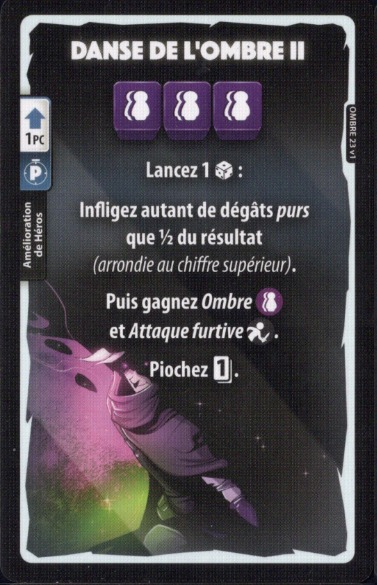 DANSE DE L'OMBRE II
1PC
P
Amélioration
de Héros
OMBRE 23 v1
Lancez 1 :
Infligez autant de dégâts purs
que ½ du résultat
(arrondie au chiffre supérieur).
Puis gagnez Ombre
et Attaque furtive .
Piochez 1 .